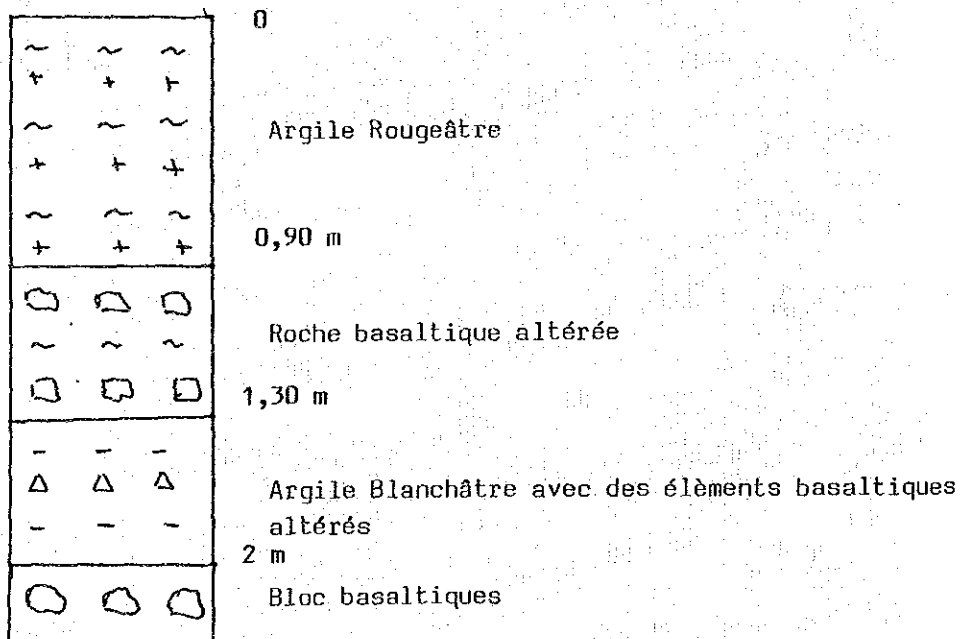 0
Argile Rougeâtre
0,90 m
Roche basaltique altérée
1,30 m
Argile Blanchâtre avec des élèments basaltiques
altérés
2 m
Bloc basaltiques